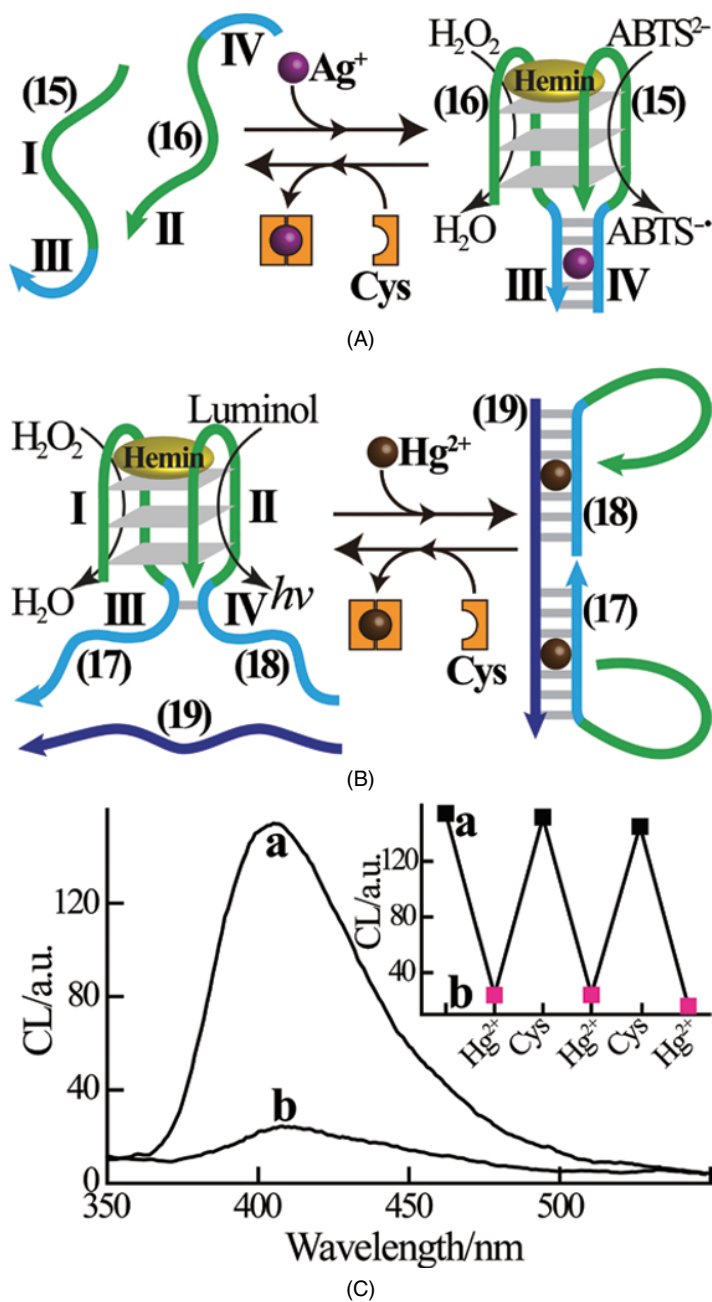 (15)
I
III
(16)
II
IV
Ag⁺
Cys
H₂O₂
ABTS²⁻
Hemin
(16)
(15)
H₂O
ABTS⁻•
III
IV
(A)
H₂O₂
Luminol
Hemin
I
II
H₂O
III
IV
hν
(17)
(18)
(19)
Hg²⁺
Cys
(19)
(18)
(17)
(B)
CL/a.u.
120
80
40
0
a
b
350
400
450
500
Wavelength/nm
CL/a.u.
120
80
40
a
b
Hg²⁺
Cys
Hg²⁺
Cys
Hg²⁺
(C)